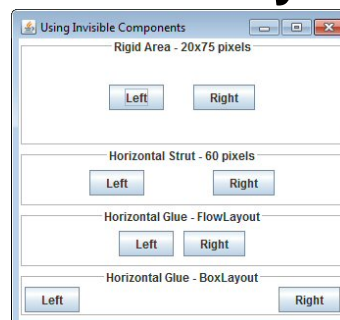 Using Invisible Components
Rigid Area - 20x75 pixels
Left Right
Horizontal Strut - 60 pixels
Left Right
Horizontal Glue - FlowLayout
Left Right
Horizontal Glue - BoxLayout
Left Right